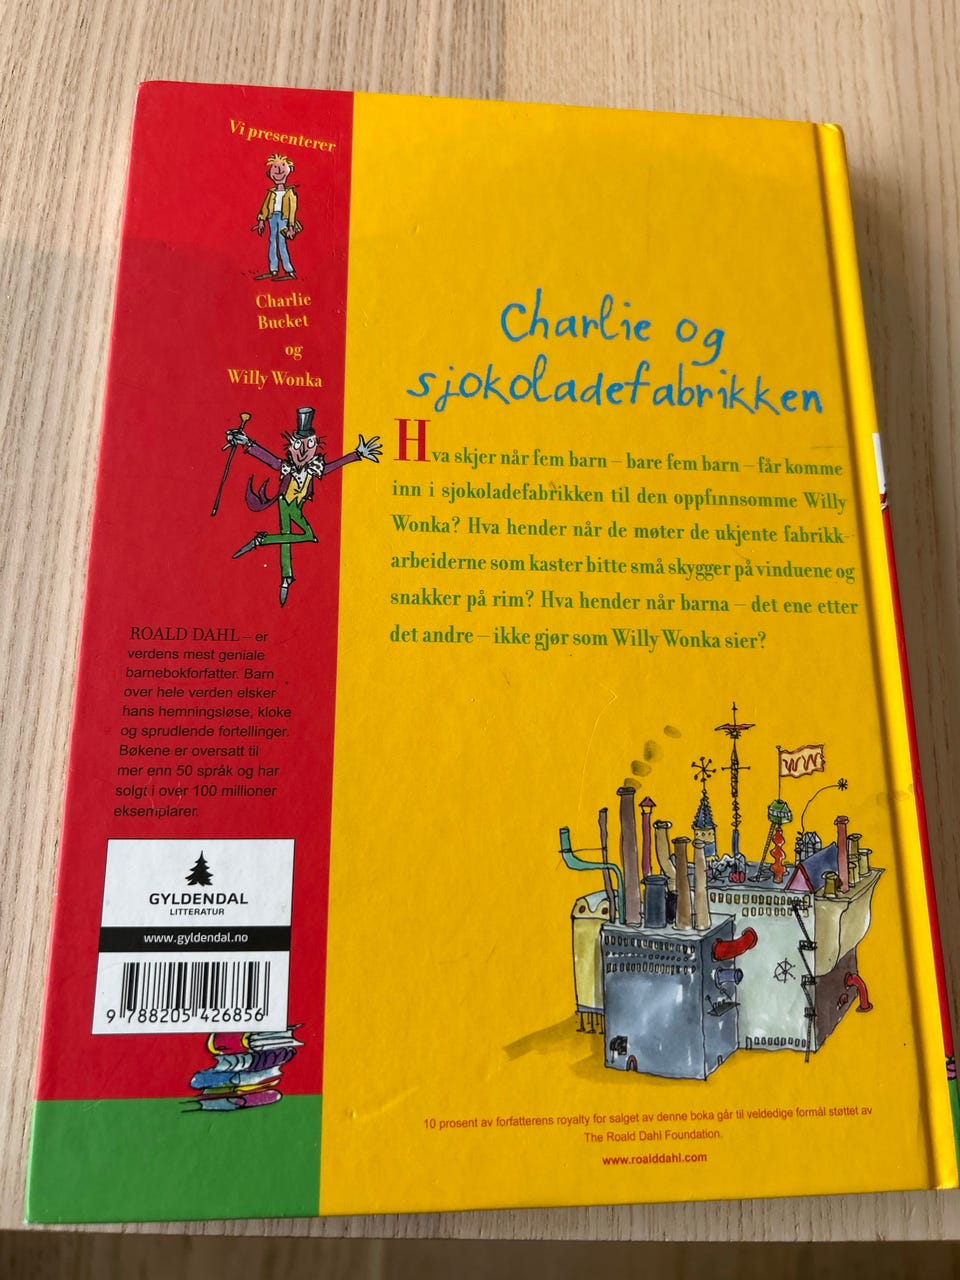 Vi presenterer
Charlie
Bucket
og
Willy Wonka
ROALD DAHL – er
verdens mest geniale
barnebokforfatter. Barn
over hele verden elsker
hans hemningsløse, kloke
og sprudlende fortellinger.
Bøkene er oversatt til
mer enn 50 språk og har
solgt i over 100 millioner
eksemplarer.
GYLDENDAL
LITTERATUR
www.gyldendal.no
9 788205 426856
Charlie og
sjokoladefabrikken
Hva skjer når fem barn – bare fem barn – får komme
inn i sjokoladefabrikken til den oppfinnsomme Willy
Wonka? Hva hender når de møter de ukjente fabrikk-
arbeiderne som kaster bitte små skygger på vinduene og
snakker på rim? Hva hender når barna – det ene etter
det andre – ikke gjør som Willy Wonka sier?
WW
10 prosent av forfatterens royalty for salget av denne boka går til veldedige formål støttet av
The Roald Dahl Foundation.
www.roalddahl.com